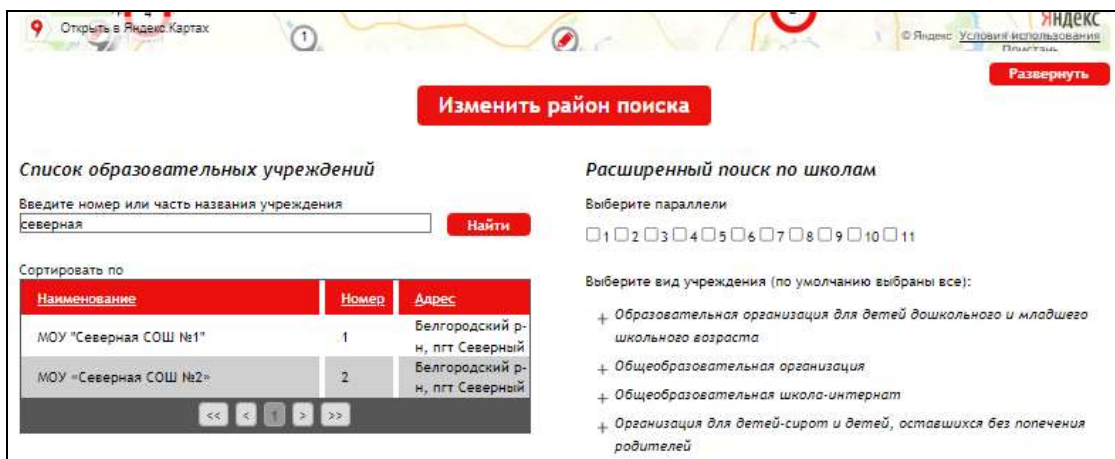 Открыть в Яндекс.Картах
1
Яндекс
© Яндекс Условия использования
Пристань
Развернуть
Изменить район поиска
Список образовательных учреждений
Введите номер или часть названия учреждения
северная
Найти
Сортировать по
Наименование Номер Адрес
МОУ "Северная СОШ №1" 1 Белгородский р-
н, пгт Северный
МОУ «Северная СОШ №2» 2 Белгородский р-
н, пгт Северный
<< < 1 > >>
Расширенный поиск по школам
Выберите параллели
1 2 3 4 5 6 7 8 9 10 11
Выберите вид учреждения (по умолчанию выбраны все):
+ Образовательная организация для детей дошкольного и младшего
школьного возраста
+ Общеобразовательная организация
+ Общеобразовательная школа-интернат
+ Организация для детей-сирот и детей, оставшихся без попечения
родителей